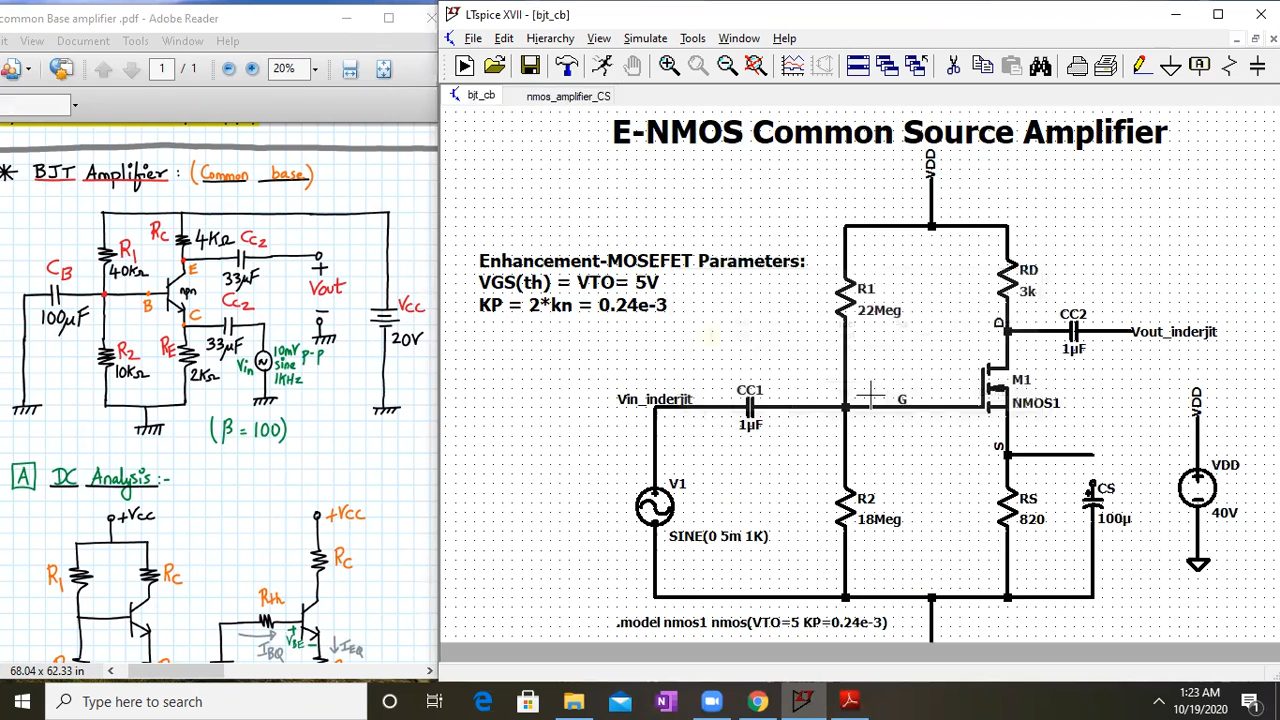 common Base amplifier .pdf - Adobe Reader
it View Document Tools Window Help
1 / 1 20%
* BJT Amplifier : (Common base)
RC 4KΩ CC2
R1 40KΩ
E
33μF
CB
100μF
B
npn
+
Vout
-
C CC2
VCC
20V
RE 33μF
2KΩ
Vin 10mV p-p
sine
1KHz
R2
10KΩ
(β = 100)
A DC Analysis :-
+VCC
+VCC
R1 RC
RC
Rth
+
VBE -
IBQ
IEQ
68.04 x 62.33 in
LTspice XVII - [bjt_cb]
File Edit Hierarchy View Simulate Tools Window Help
bjt_cb nmos_amplifier_CS
E-NMOS Common Source Amplifier
VDD
Enhancement-MOSEFET Parameters:
VGS(th) = VTO= 5V
KP = 2*kn = 0.24e-3
R1
22Meg
RD
3k
D
CC2
1μF
Vout_inderjit
M1
NMOS1
Vin_inderjit
CC1
1μF
G
S
V1
SINE(0 5m 1K)
R2
18Meg
RS
820
CS
100μ
VDD
VDD
40V
.model nmos1 nmos(VTO=5 KP=0.24e-3)
Type here to search
1:23 AM
10/19/2020
1